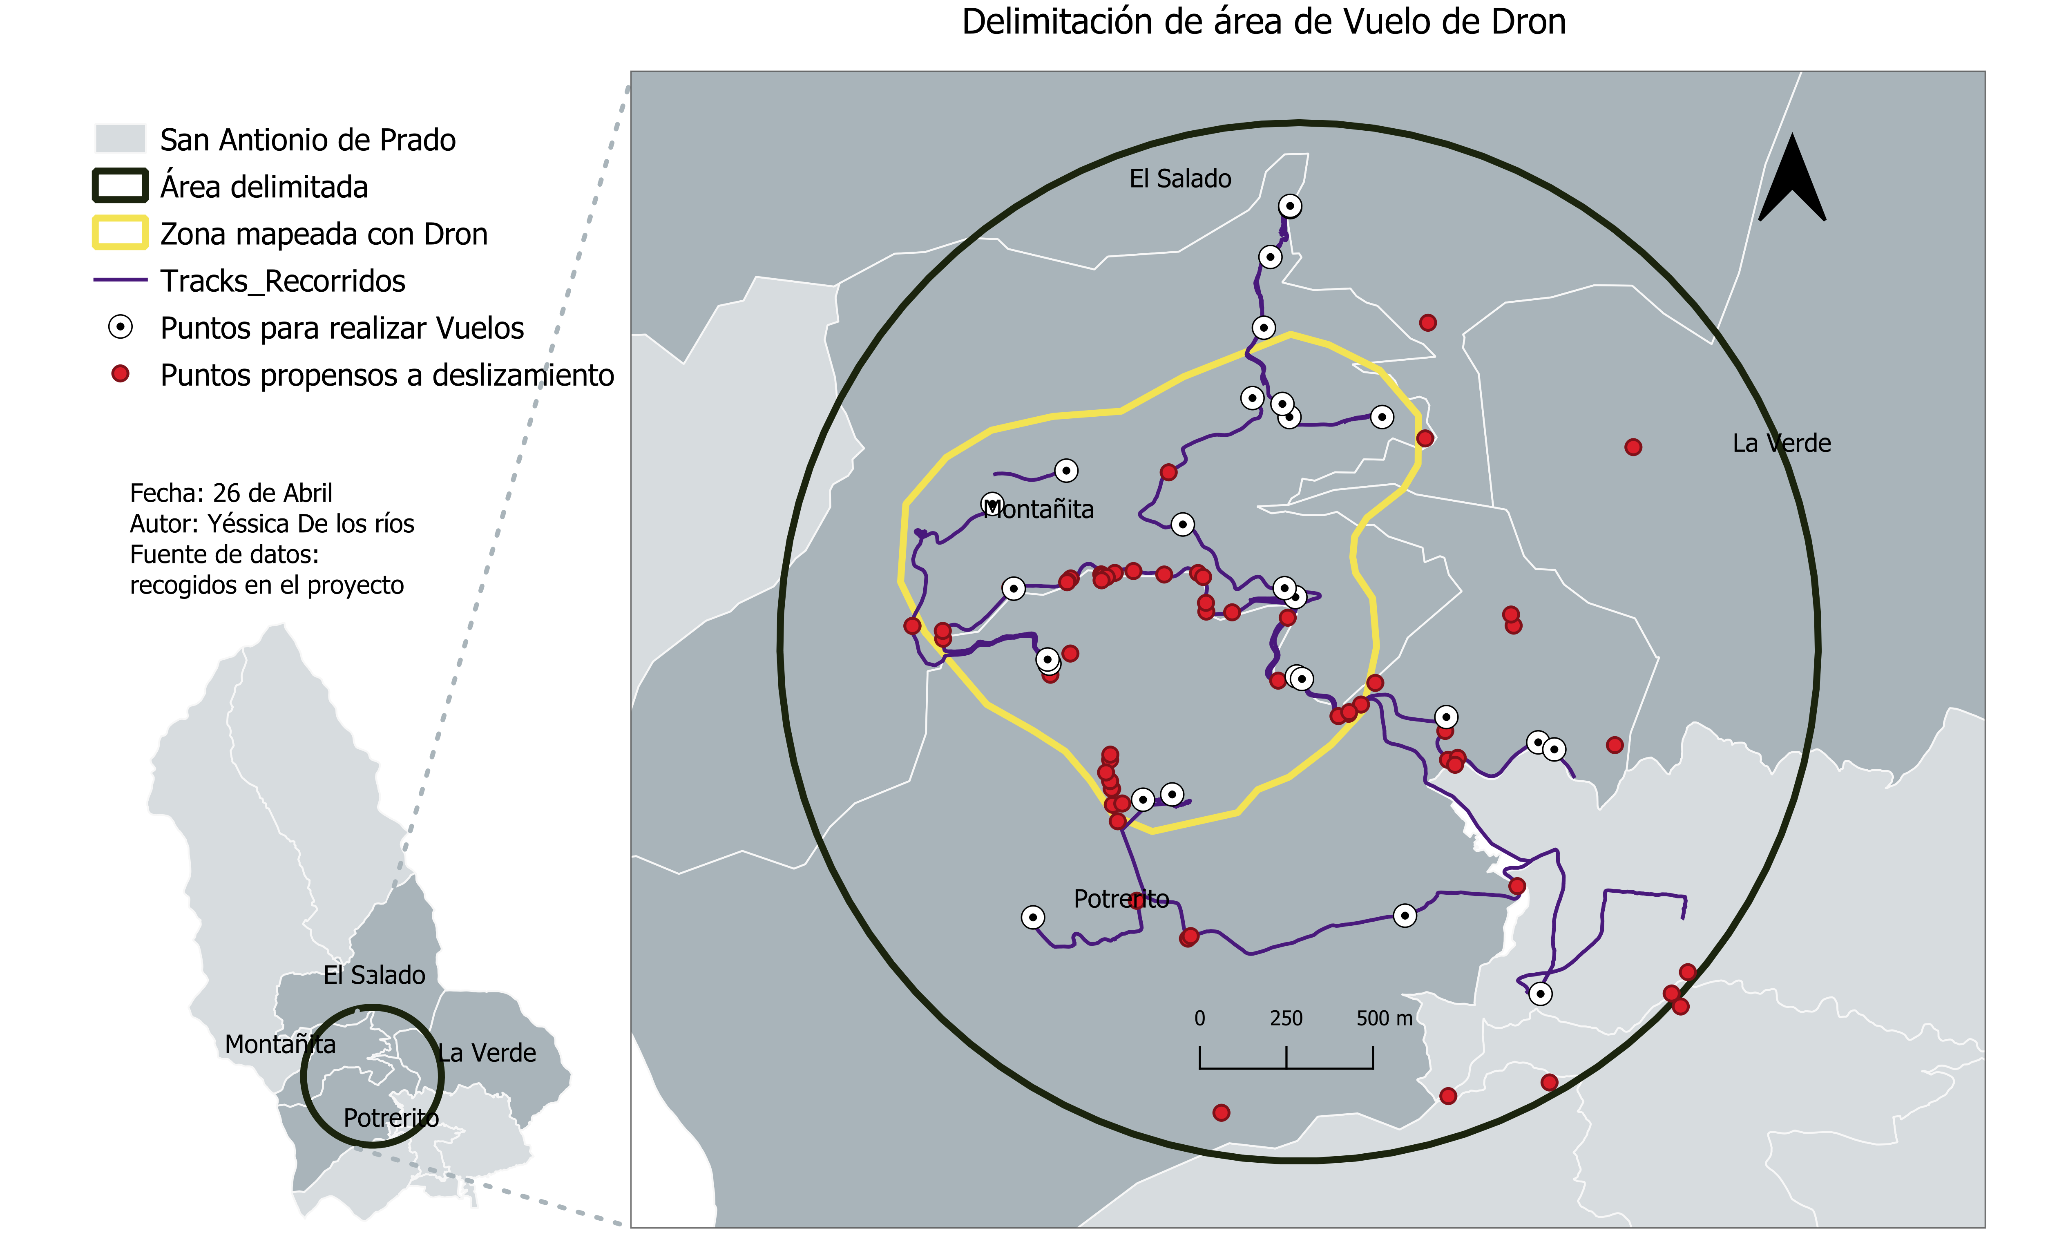 Delimitación de área de Vuelo de Dron
San Antionio de Prado
Área delimitada
Zona mapeada con Dron
Tracks_Recorridos
Puntos para realizar Vuelos
Puntos propensos a deslizamiento
Fecha: 26 de Abril
Autor: Yéssica De los ríos
Fuente de datos:
recogidos en el proyecto
El Salado
Montañita
La Verde
Potrerito
El Salado
La Verde
Montañita
Potrerito
0 250 500 m